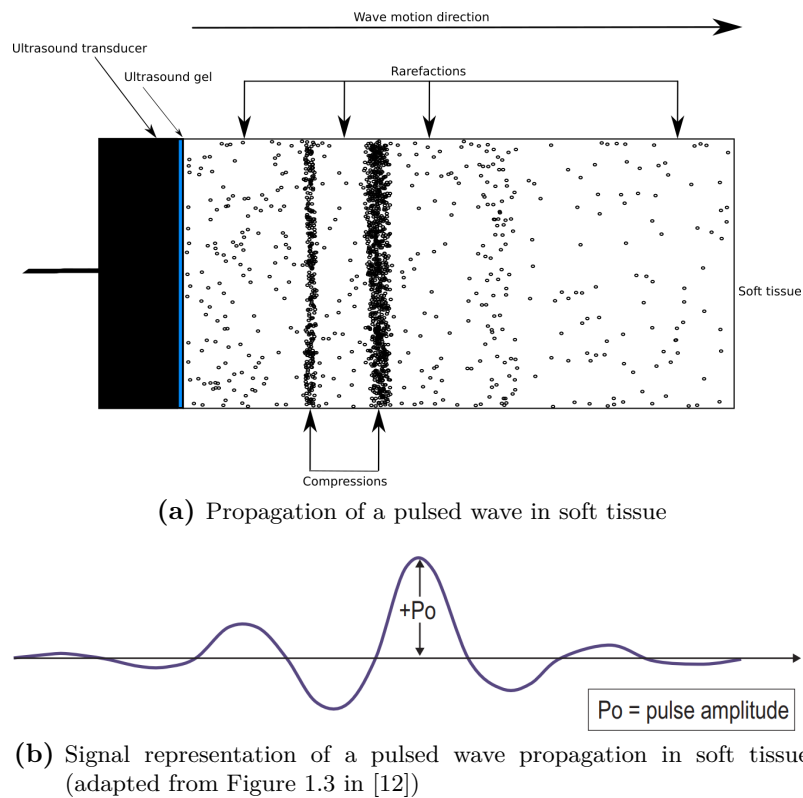 Wave motion direction
Ultrasound transducer
Ultrasound gel
Rarefactions
Soft tissue
Compressions
(a) Propagation of a pulsed wave in soft tissue
+Po
Po = pulse amplitude
(b) Signal representation of a pulsed wave propagation in soft tissue
(adapted from Figure 1.3 in [12])